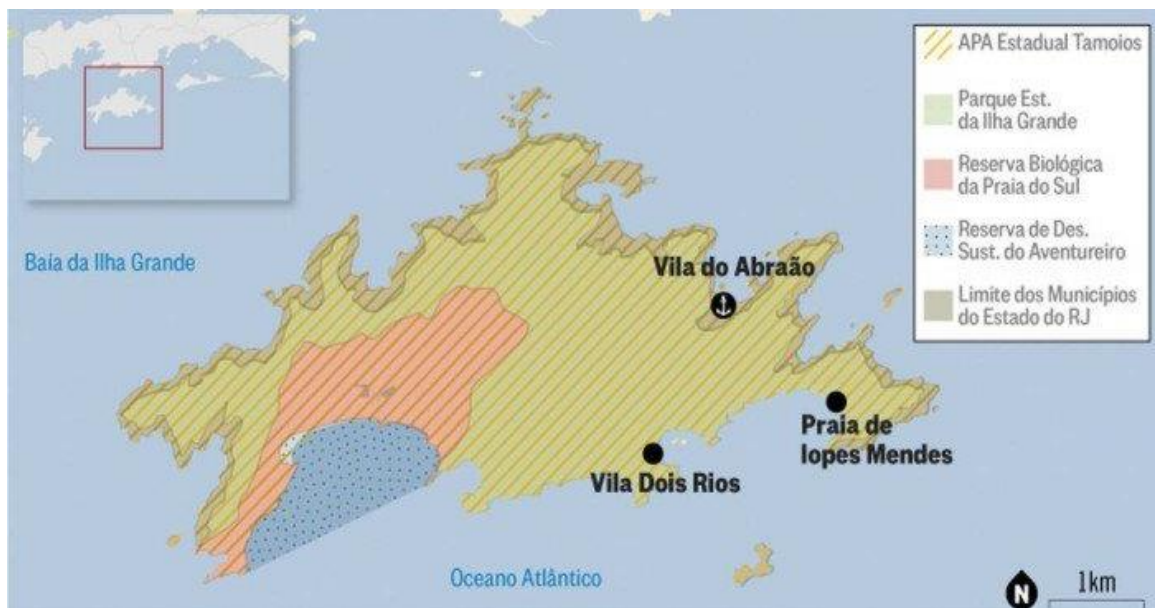 APA Estadual Tamoios
Parque Est.
da Ilha Grande
Reserva Biológica
da Praia do Sul
Reserva de Des.
Sust. do Aventureiro
Limite dos Municípios
do Estado do RJ
Baía da Ilha Grande
Vila do Abraão
Praia de
lopes Mendes
Vila Dois Rios
Oceano Atlântico
N
1km